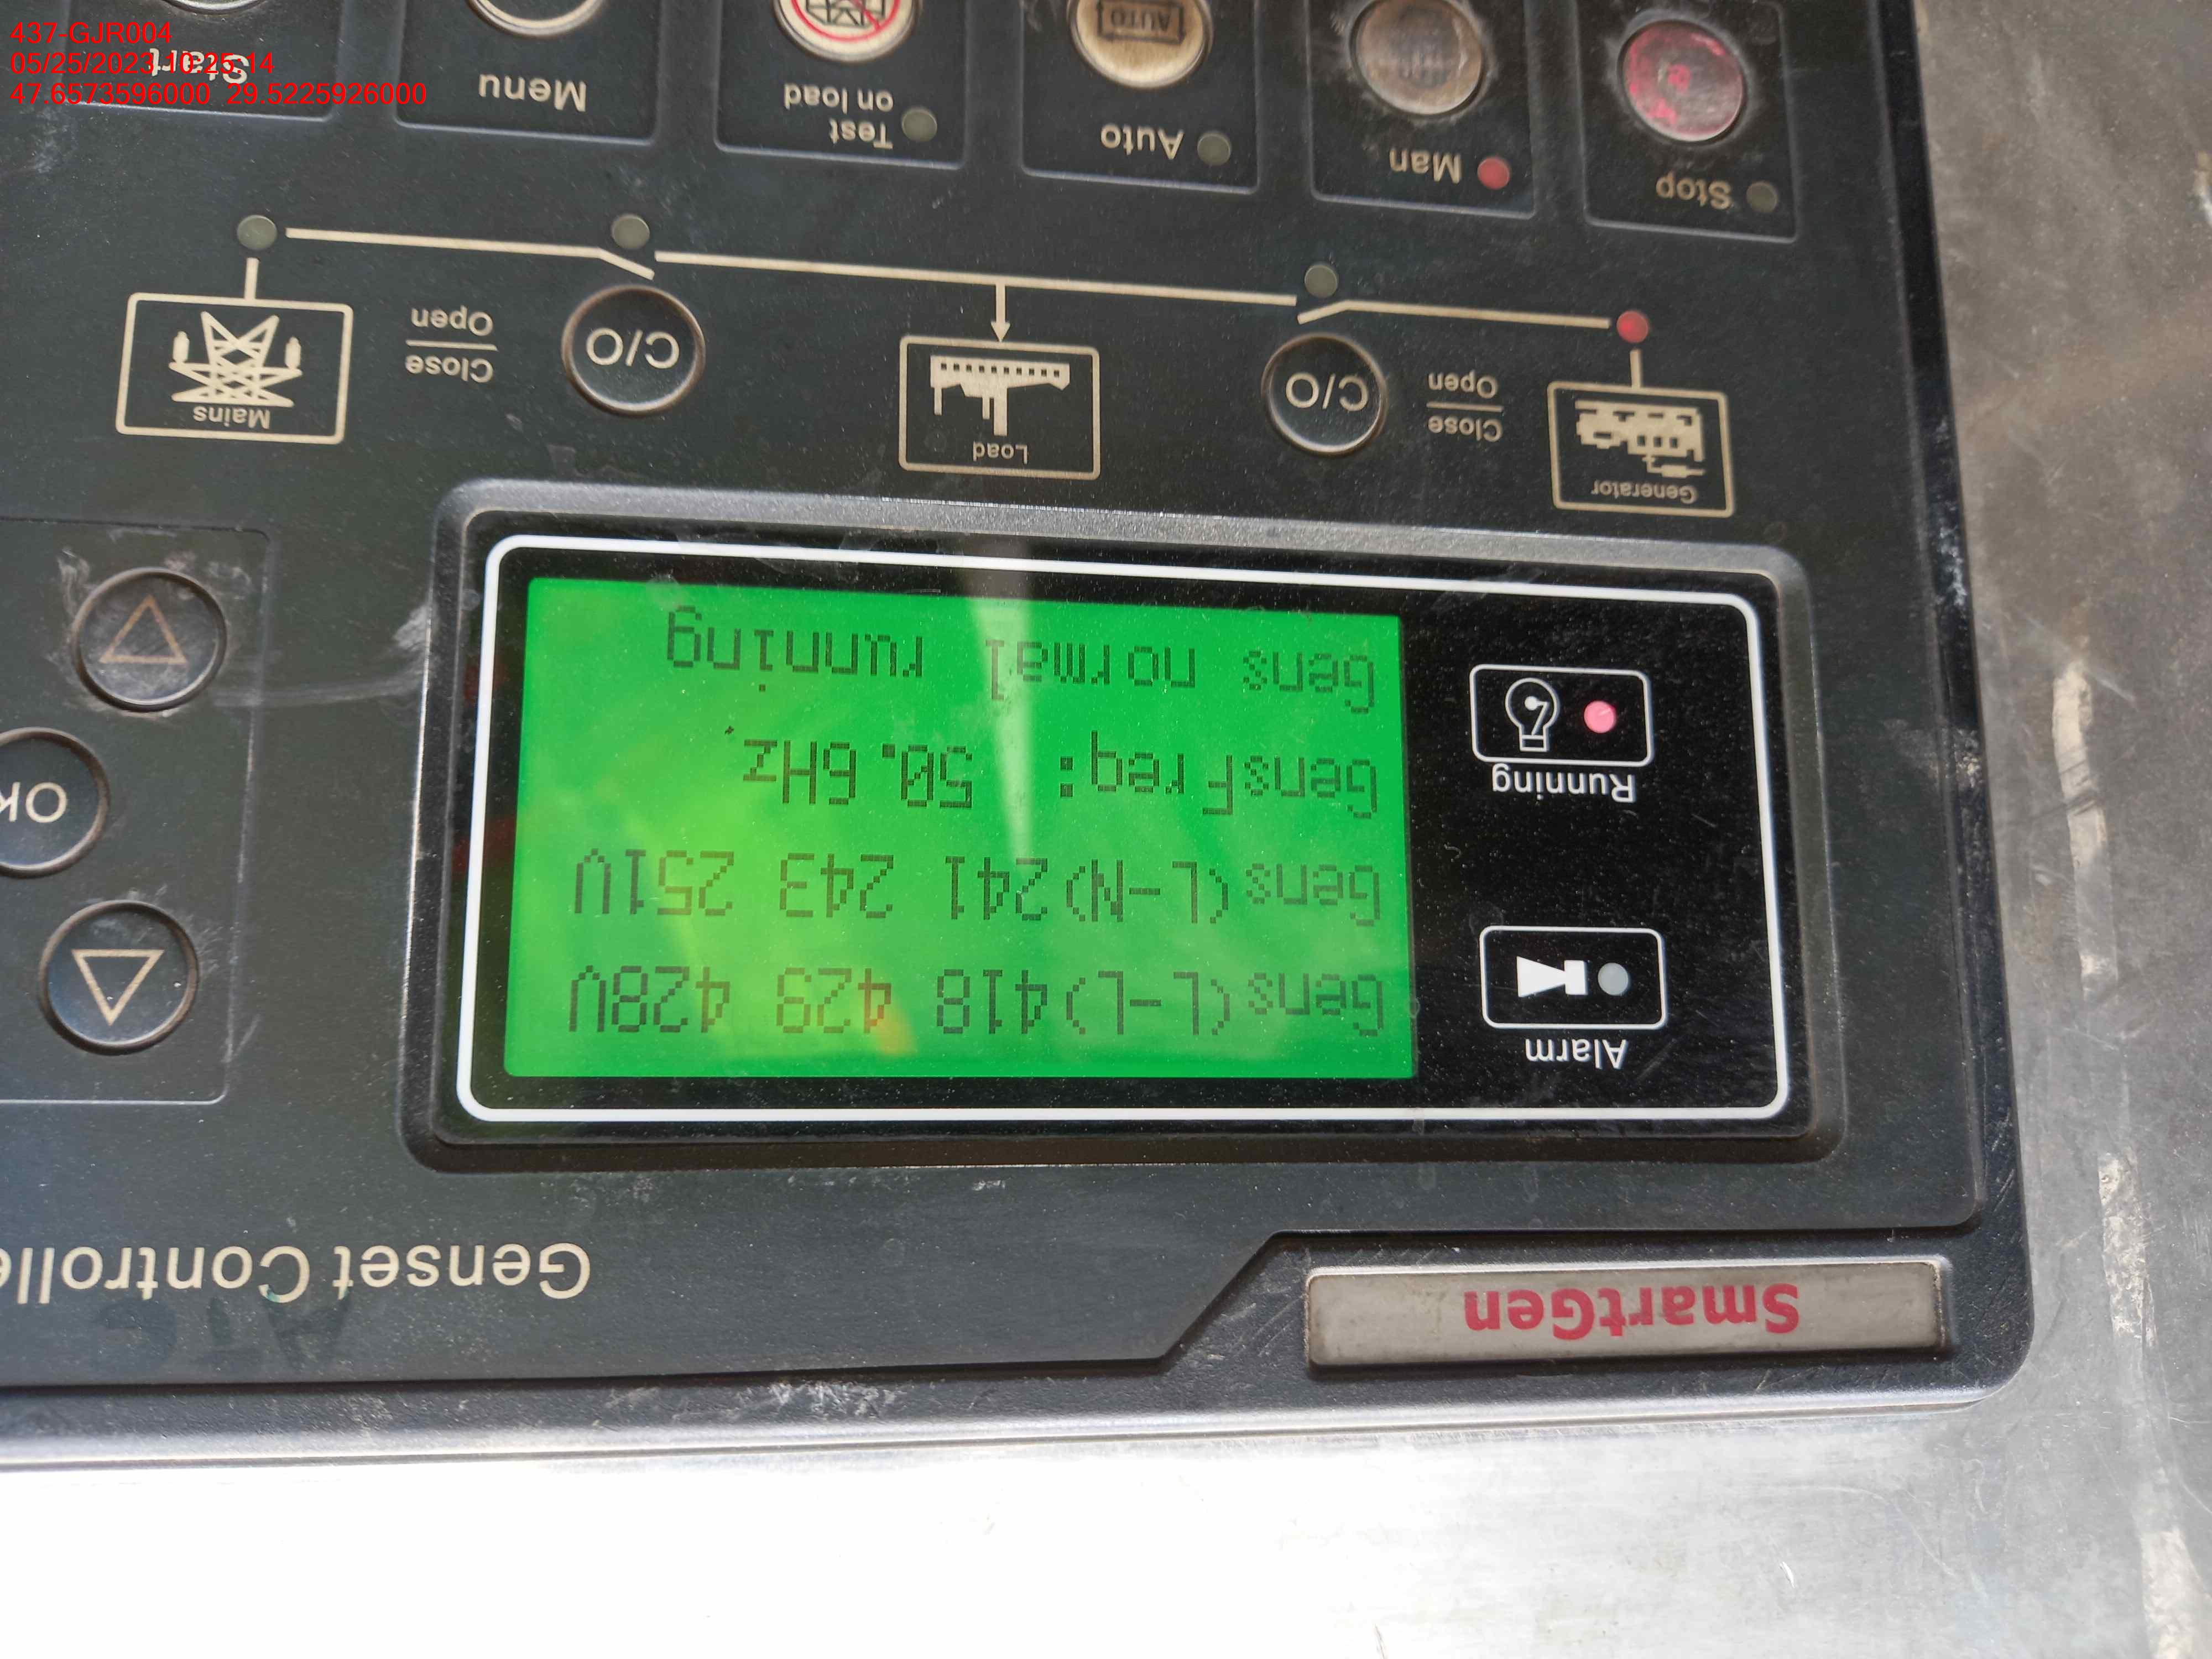 437-GJR004
05/25/2023 10:25:14
47.6573596000 29.5225926000
SmartGen
Genset Controlle
Alarm
Running
Gens(L-L)418 429 428V
Gens(L-N)241 243 251V
GensFreq: 50.6Hz
Gens normal running
OK
Generator
Close
Open
C/O
Load
C/O
Close
Open
Mains
Stop
Man
Auto
Test
on load
Menu
Start
AUTO